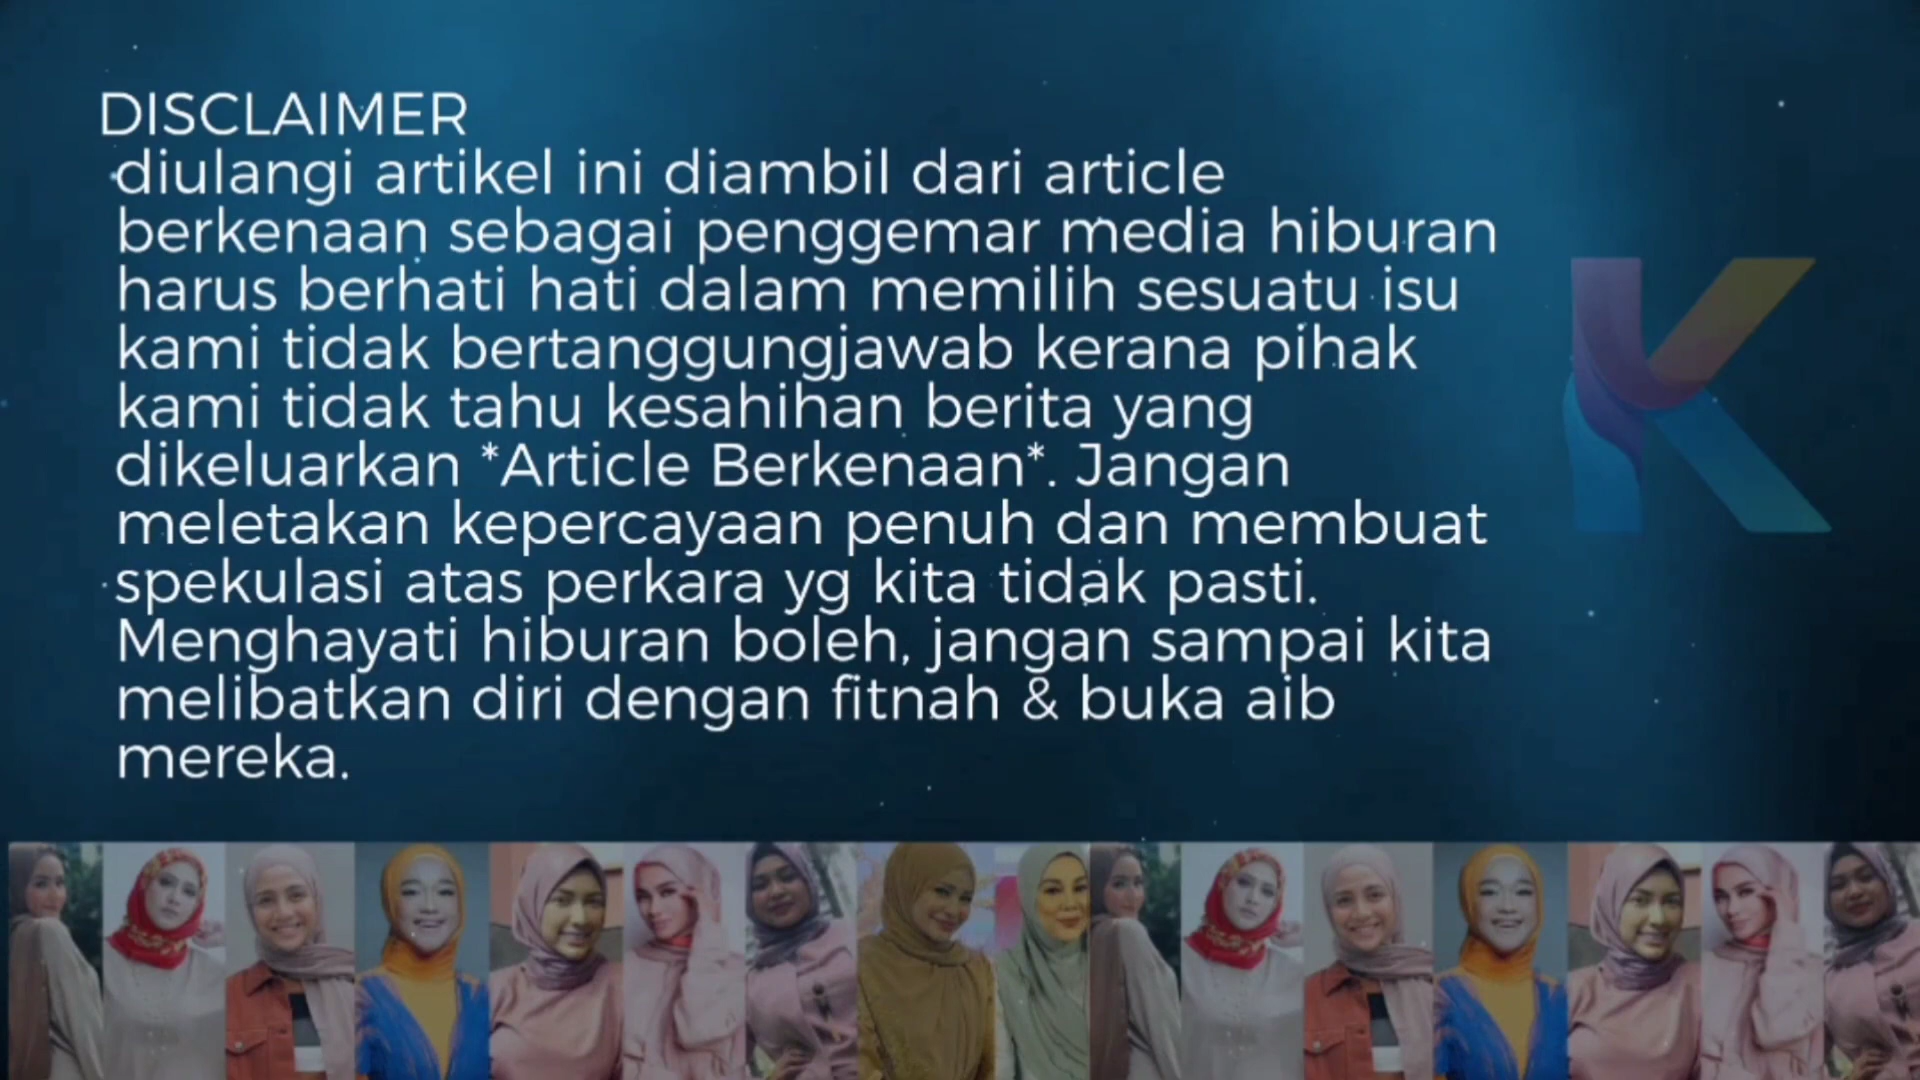 DISCLAIMER
diulangi artikel ini diambil dari article
berkenaan sebagai penggemar media hiburan
harus berhati hati dalam memilih sesuatu isu
kami tidak bertanggungjawab kerana pihak
kami tidak tahu kesahihan berita yang
dikeluarkan *Article Berkenaan*. Jangan
meletakan kepercayaan penuh dan membuat
spekulasi atas perkara yg kita tidak pasti.
Menghayati hiburan boleh, jangan sampai kita
melibatkan diri dengan fitnah & buka aib
mereka.